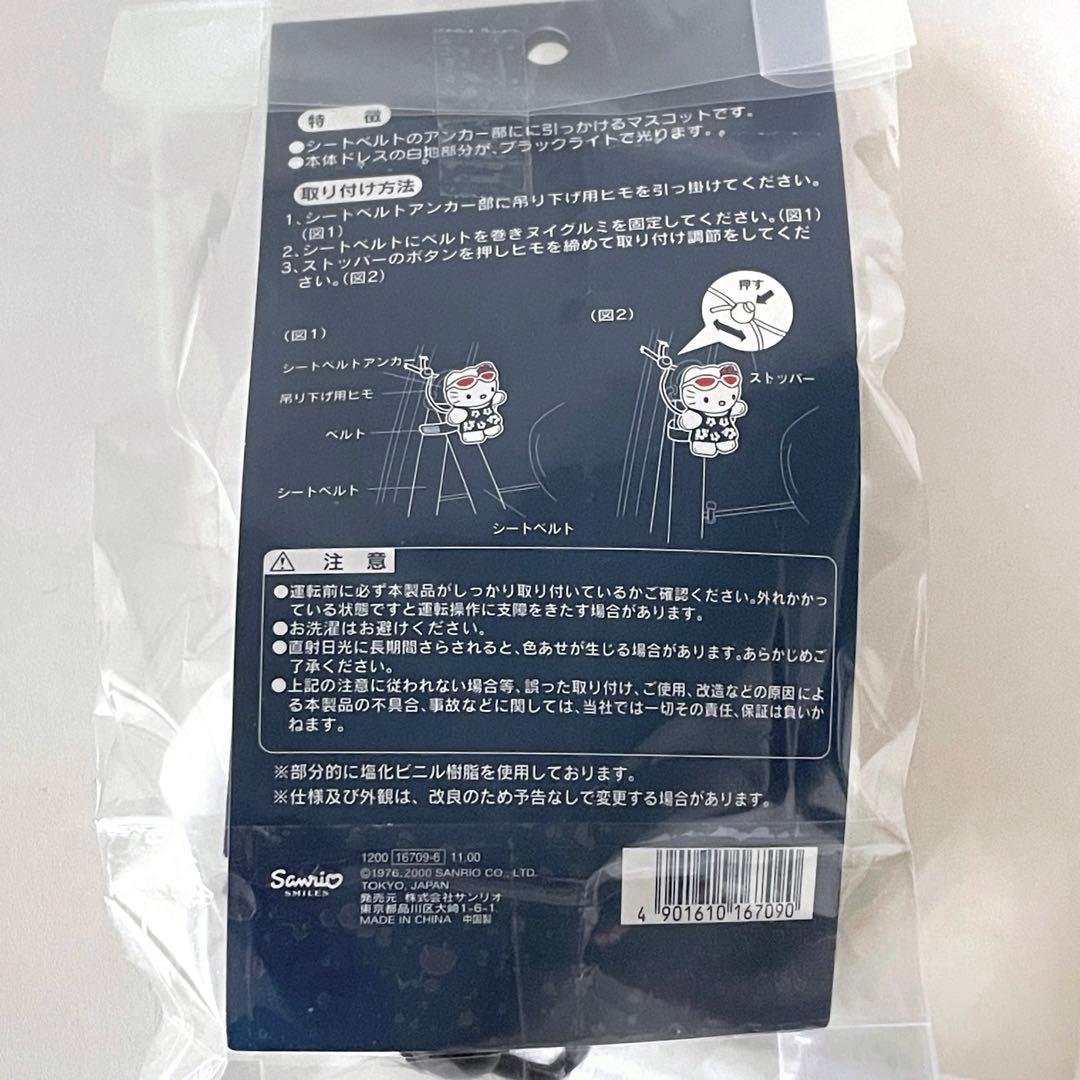 特 徴
●シートベルトのアンカー部にに引っかけるマスコットです。
●本体ドレスの白地部分が、ブラックライトで光ります。
取り付け方法
1、シートベルトアンカー部に吊り下げ用ヒモを引っ掛けてください。
(図1)
2、シートベルトにベルトを巻きヌイグルミを固定してください。(図1)
3、ストッパーのボタンを押しヒモを締めて取り付け調節をしてくだ
さい。(図2)
(図1)
シートベルトアンカー
吊り下げ用ヒモ
ベルト
シートベルト
シートベルト
(図2)
押す
ストッパー
注 意
●運転前に必ず本製品がしっかり取り付いているかご確認ください。外れかかっ
ている状態ですと運転操作に支障をきたす場合があります。
●お洗濯はお避けください。
●直射日光に長期間さらされると、色あせが生じる場合があります。あらかじめご
了承ください。
●上記の注意に従われない場合等、誤った取り付け、ご使用、改造などの原因によ
る本製品の不具合、事故などに関しては、当社では一切その責任、保証は負いか
ねます。
※部分的に塩化ビニル樹脂を使用しております。
※仕様及び外観は、改良のため予告なしで変更する場合があります。
Sanrio
SMILES
1200 16709-6 11.00
©1976, 2000 SANRIO CO., LTD.
TOKYO, JAPAN
発売元 株式会社サンリオ
東京都品川区大崎1-6-1
MADE IN CHINA 中国製
4 901610 167090